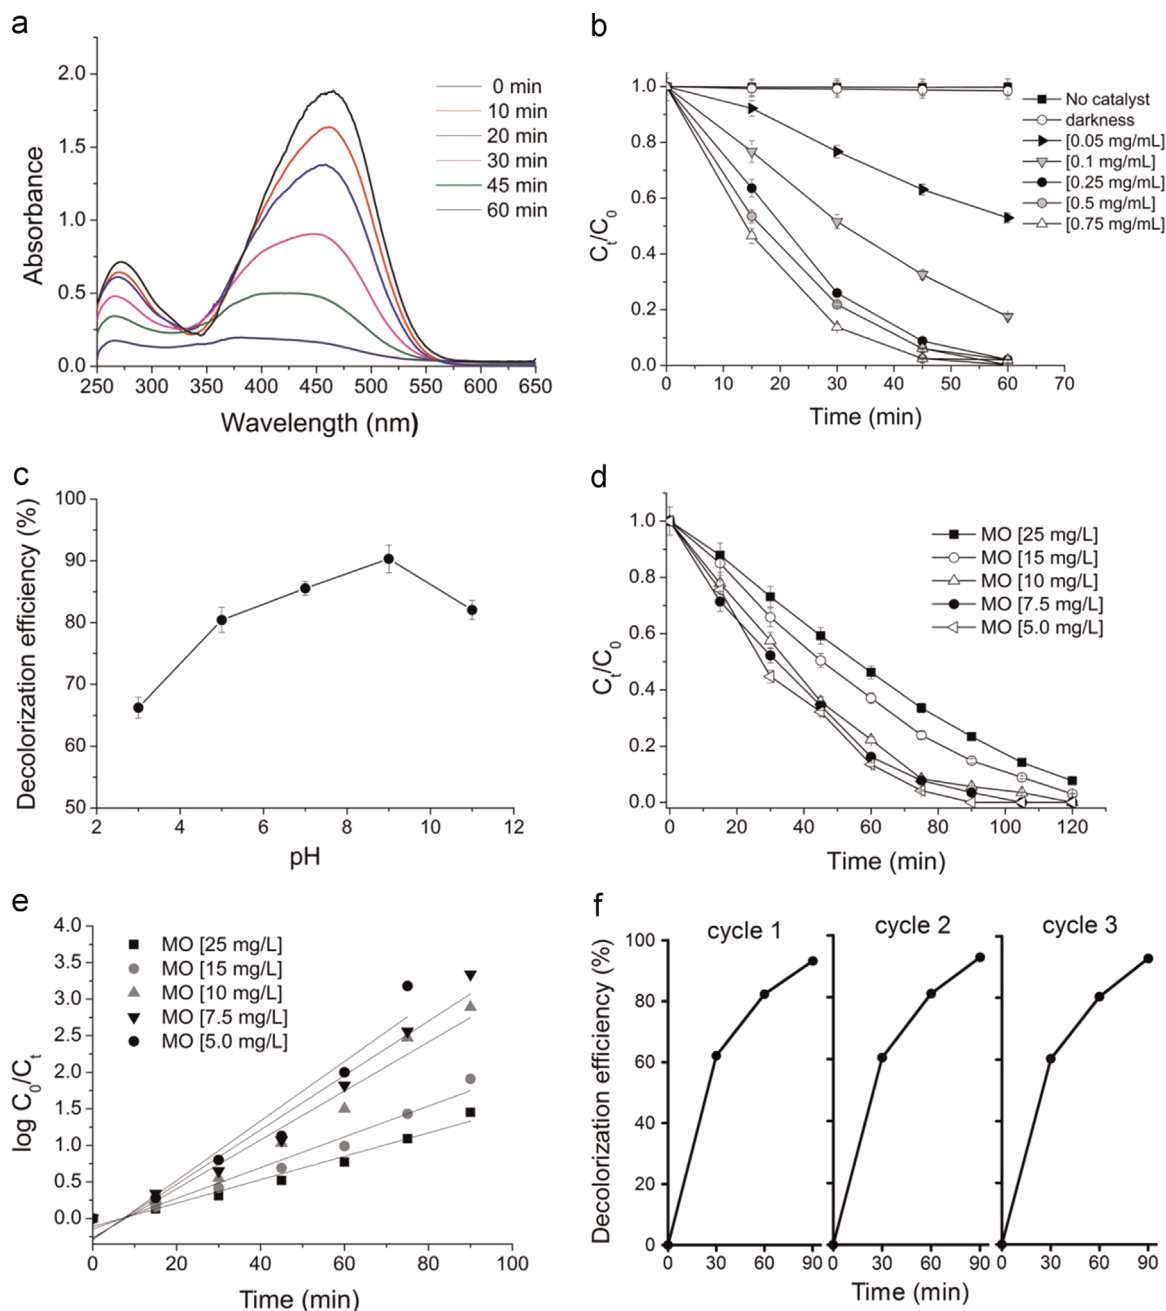 a
Absorbance
2.0
1.5
1.0
0.5
0.0
250 300 350 400 450 500 550 600 650
Wavelength (nm)
0 min
10 min
20 min
30 min
45 min
60 min
b
Ct/C0
1.0
0.8
0.6
0.4
0.2
0.0
0 10 20 30 40 50 60 70
Time (min)
No catalyst
darkness
[0.05 mg/mL]
[0.1 mg/mL]
[0.25 mg/mL]
[0.5 mg/mL]
[0.75 mg/mL]
c
Decolorization efficiency (%)
100
90
80
70
60
50
2 4 6 8 10 12
pH
d
Ct/C0
1.0
0.8
0.6
0.4
0.2
0.0
0 20 40 60 80 100 120
Time (min)
MO [25 mg/L]
MO [15 mg/L]
MO [10 mg/L]
MO [7.5 mg/L]
MO [5.0 mg/L]
e
log C0/Ct
4.0
3.5
3.0
2.5
2.0
1.5
1.0
0.5
0.0
0 20 40 60 80 100
Time (min)
MO [25 mg/L]
MO [15 mg/L]
MO [10 mg/L]
MO [7.5 mg/L]
MO [5.0 mg/L]
f
Decolorization efficiency (%)
cycle 1 cycle 2 cycle 3
100
80
60
40
20
0
0 30 60 90 0 30 60 90 0 30 60 90
Time (min)